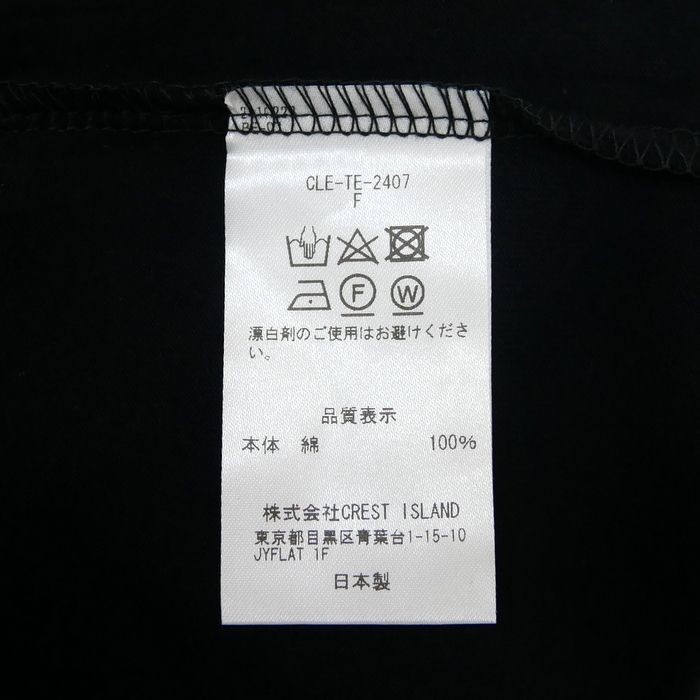 CLE-TE-2407
F
F
W
漂白剤のご使用はお避けくださ
い。
品質表示
本体 綿 100%
株式会社CREST ISLAND
東京都目黒区青葉台1-15-10
JYFLAT 1F
日本製